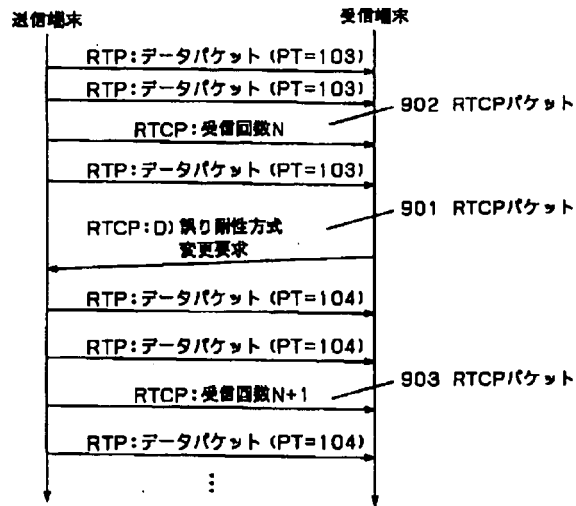 送信端末
受信端末
RTP:データパケット (PT=103)
RTP:データパケット (PT=103)
902 RTCPパケット
RTCP:受信回数N
RTP:データパケット (PT=103)
901 RTCPパケット
RTCP:D) 誤り耐性方式
変更要求
RTP:データパケット (PT=104)
RTP:データパケット (PT=104)
903 RTCPパケット
RTCP:受信回数N+1
RTP:データパケット (PT=104)
⋮